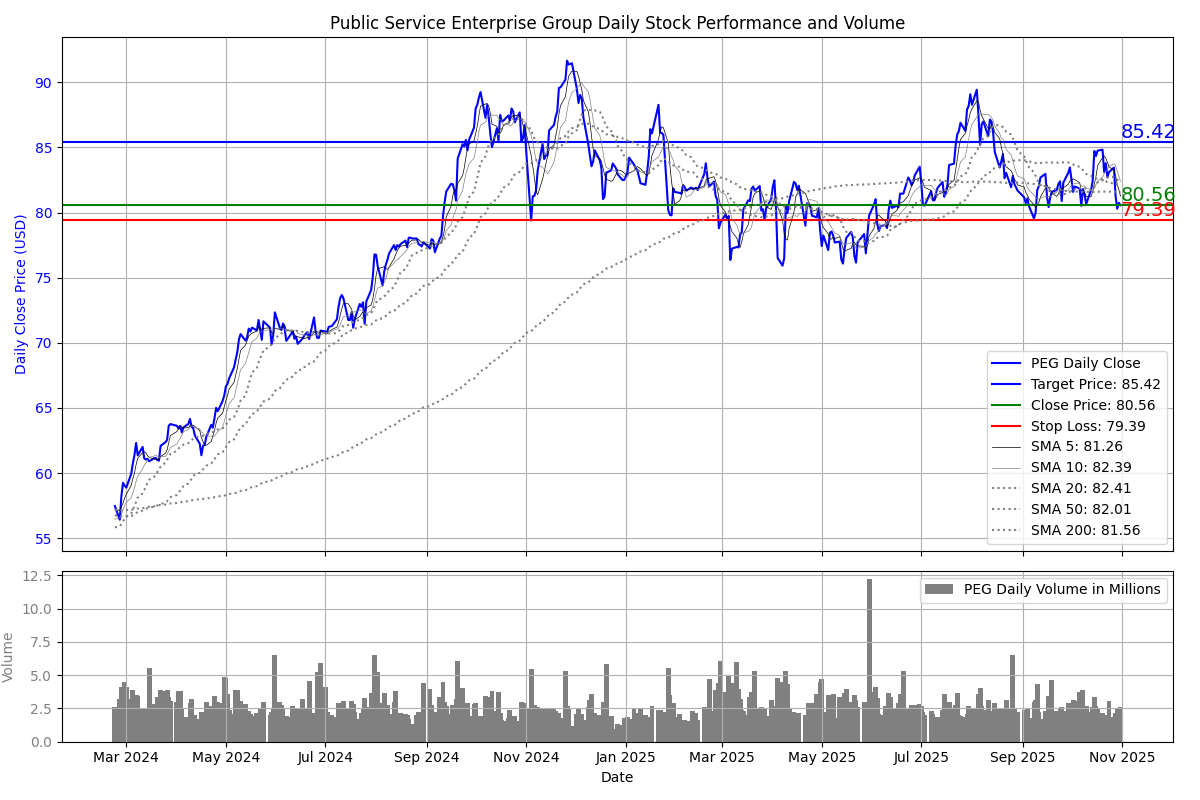 Public Service Enterprise Group Daily Stock Performance and Volume
Daily Close Price (USD)
90
85
80
75
70
65
60
55
85.42
80.56
79.39
PEG Daily Close
Target Price: 85.42
Close Price: 80.56
Stop Loss: 79.39
SMA 5: 81.26
SMA 10: 82.39
SMA 20: 82.41
SMA 50: 82.01
SMA 200: 81.56
Volume
12.5
10.0
7.5
5.0
2.5
0.0
PEG Daily Volume in Millions
Mar 2024 May 2024 Jul 2024 Sep 2024 Nov 2024 Jan 2025 Mar 2025 May 2025 Jul 2025 Sep 2025 Nov 2025
Date